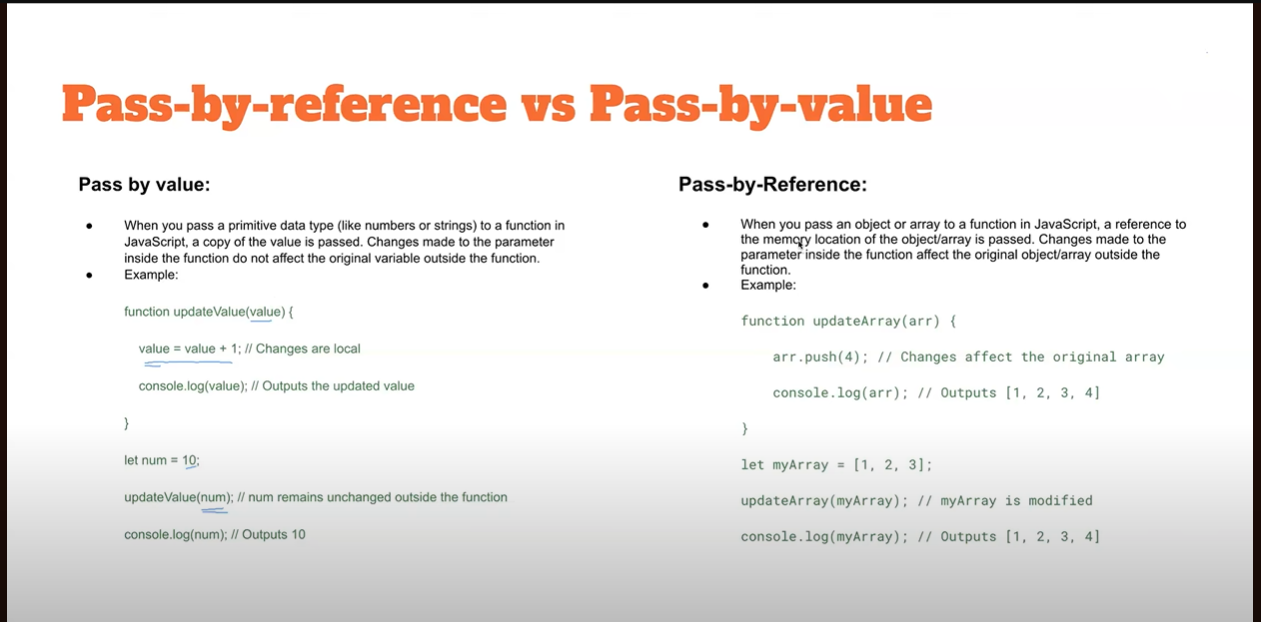 Pass-by-reference vs Pass-by-value
Pass by value:
• When you pass a primitive data type (like numbers or strings) to a function in
JavaScript, a copy of the value is passed. Changes made to the parameter
inside the function do not affect the original variable outside the function.
• Example:
function updateValue(value) {
value = value + 1; // Changes are local
console.log(value); // Outputs the updated value
}
let num = 10;
updateValue(num); // num remains unchanged outside the function
console.log(num); // Outputs 10
Pass-by-Reference:
• When you pass an object or array to a function in JavaScript, a reference to
the memory location of the object/array is passed. Changes made to the
parameter inside the function affect the original object/array outside the
function.
• Example:
function updateArray(arr) {
arr.push(4); // Changes affect the original array
console.log(arr); // Outputs [1, 2, 3, 4]
}
let myArray = [1, 2, 3];
updateArray(myArray); // myArray is modified
console.log(myArray); // Outputs [1, 2, 3, 4]